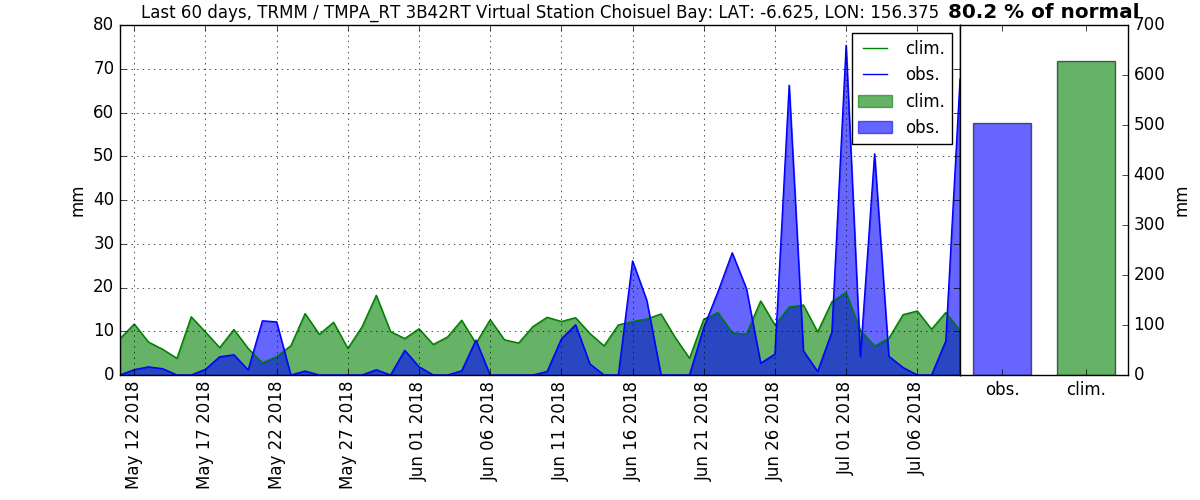 Last 60 days, TRMM / TMPA_RT 3B42RT Virtual Station Choisuel Bay: LAT: -6.625, LON: 156.375 80.2 % of normal
80
70
60
50
40
30
20
10
0
mm
clim.
obs.
clim.
obs.
700
600
500
400
300
200
100
0
mm
obs.
clim.
May 12 2018
May 17 2018
May 22 2018
May 27 2018
Jun 01 2018
Jun 06 2018
Jun 11 2018
Jun 16 2018
Jun 21 2018
Jun 26 2018
Jul 01 2018
Jul 06 2018